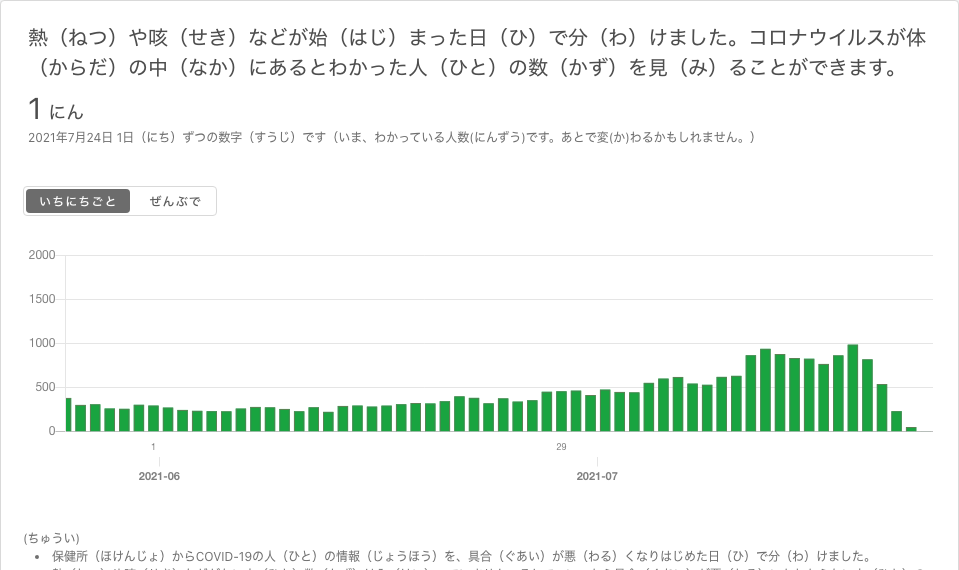 熱（ねつ）や咳（せき）などが始（はじ）まった日（ひ）で分（わ）けました。コロナウイルスが体
（からだ）の中（なか）にあるとわかった人（ひと）の数（かず）を見（み）ることができます。
1 にん
2021年7月24日 1日（にち）ずつの数字（すうじ）です（いま、わかっている人数(にんずう)です。あとで変(か)わるかもしれません。）
いちにちごと ぜんぶで
2000
1500
1000
500
0
1 29
2021-06 2021-07
(ちゅうい)
• 保健所（ほけんじょ）からCOVID-19の人（ひと）の情報（じょうほう）を、具合（ぐあい）が悪（わる）くなりはじめた日（ひ）で分（わ）けました。